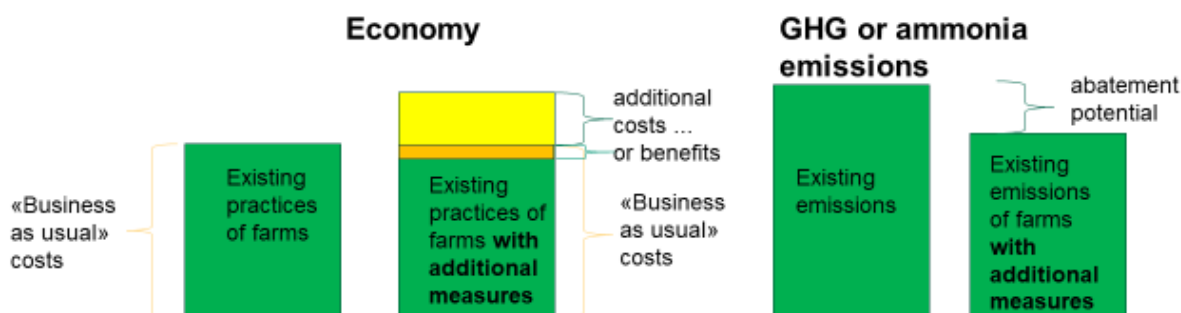 Economy
GHG or ammonia
emissions
«Business
as usual»
costs
Existing
practices
of farms
Existing
practices of
farms with
additional
measures
additional
costs ...
or benefits
«Business
as usual»
costs
Existing
emissions
Existing
emissions
of farms
with
additional
measures
abatement
potential